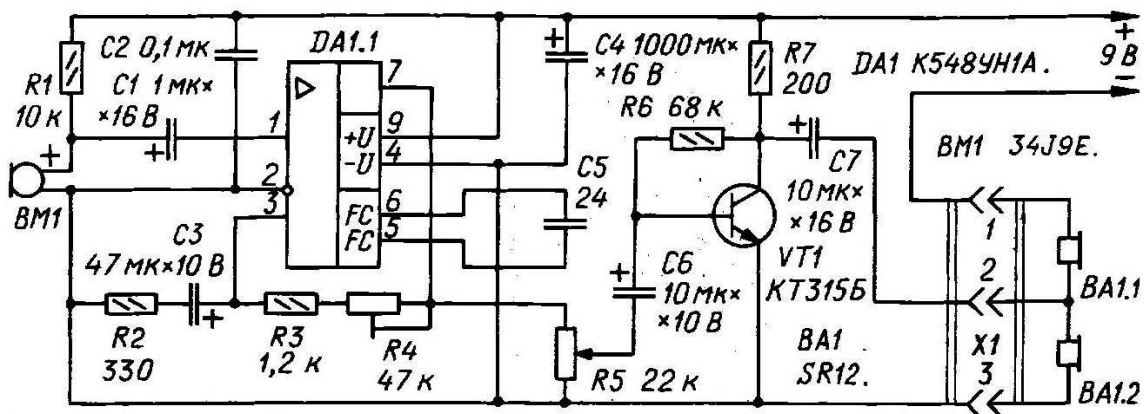 C2 0,1 мк
C1 1 мк×
×16 В
R1
10 к
+
BM1
+
1
2
3
DA1.1
7
+U
9
-U
4
FC
6
FC
5
+
C4 1000 мк×
×16 В
C5
24
C3
47 мк×10 В
+
R2
330
R3
1,2 к
R4
47 к
R5 22 к
R6 68 к
R7
200
+
C6
10 мк×
×10 В
+
C7
10 мк×
×16 В
VT1
КТ315Б
DA1 К548УН1А.
+
9 В
−
BM1 34J9E.
BA1
SR12.
1
2
X1
3
BA1.1
BA1.2